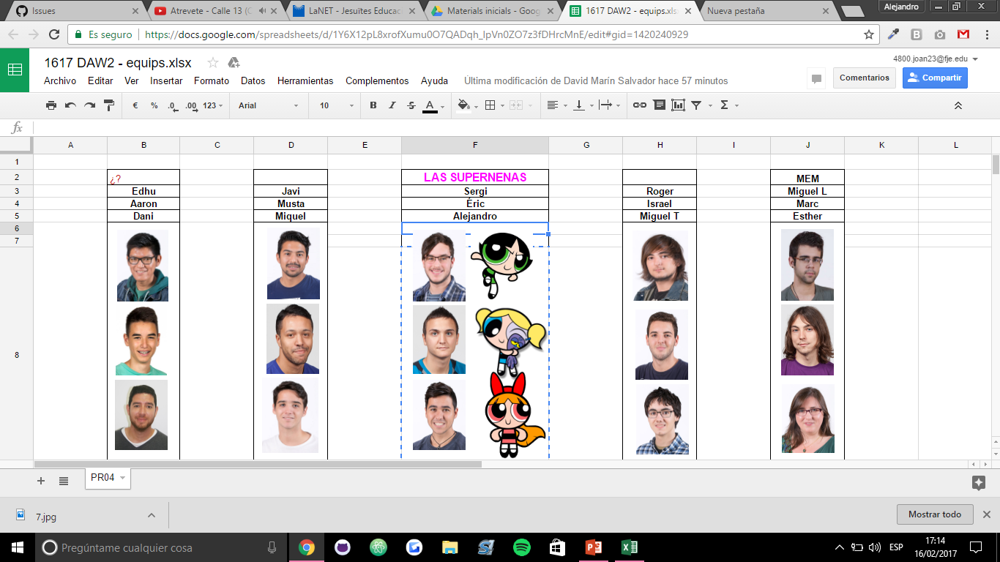 Issues
Atrevete - Calle 13 (C
LaNET - Jesuïtes Educac
Materials inicials - Goog
1617 DAW2 - equips.xls
Nueva pestaña
Alejandro
Es seguro
https://docs.google.com/spreadsheets/d/1Y6X12pL8xrofXumu0O7QADqh_IpVn0ZO7z3fDHrcMnE/edit#gid=1420240929
1617 DAW2 - equips.xlsx
4800.joan23@fje.edu
Archivo Editar Ver Insertar Formato Datos Herramientas Complementos Ayuda
Última modificación de David Marín Salvador hace 57 minutos
Comentarios
Compartir
€ % .0 .00 123 Arial 10 B I S A Σ
fx
A B C D E F G H I J K L
1
2 ¿? LAS SUPERNENAS MEM
3 Edhu Javi Sergi Roger Miguel L
4 Aaron Musta Éric Israel Marc
5 Dani Miquel Alejandro Miguel T Esther
6
7
8
PR04
7.jpg
Mostrar todo
Pregúntame cualquier cosa
ESP
17:14
16/02/2017